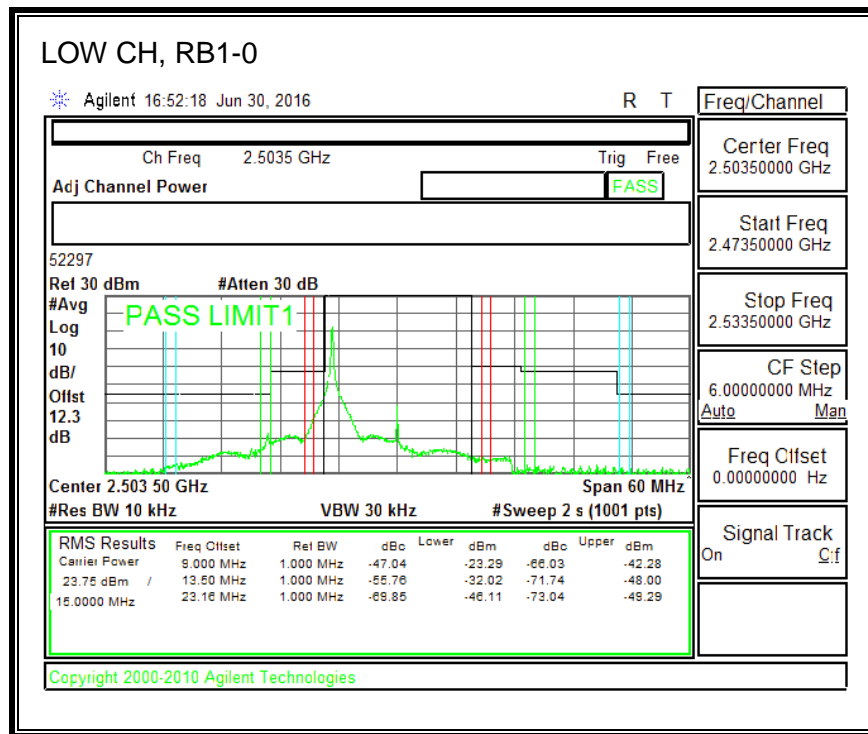 LOW CH, RB1-0
Agilent 16:52:18 Jun 30, 2016 R T
Freq/Channel
Ch Freq 2.5035 GHz Trig Free
Adj Channel Power PASS
Center Freq
2.50350000 GHz
Start Freq
2.47350000 GHz
Stop Freq
2.53350000 GHz
CF Step
6.00000000 MHz
Auto Man
Freq Offset
0.00000000 Hz
Signal Track
On Off
52297
Ref 30 dBm #Atten 30 dB
#Avg
Log
10
dB/
Offst
12.3
dB
PASS LIMIT1
Center 2.503 50 GHz Span 60 MHz
#Res BW 10 kHz VBW 30 kHz #Sweep 2 s (1001 pts)
RMS Results Freq Offset Ref BW dBc Lower dBm dBc Upper dBm
Carrier Power 9.000 MHz 1.000 MHz -47.04 -23.29 -66.03 -42.28
23.75 dBm / 13.50 MHz 1.000 MHz -55.76 -32.02 -71.74 -48.00
15.0000 MHz 23.16 MHz 1.000 MHz -69.85 -46.11 -73.04 -49.29
Copyright 2000-2010 Agilent Technologies